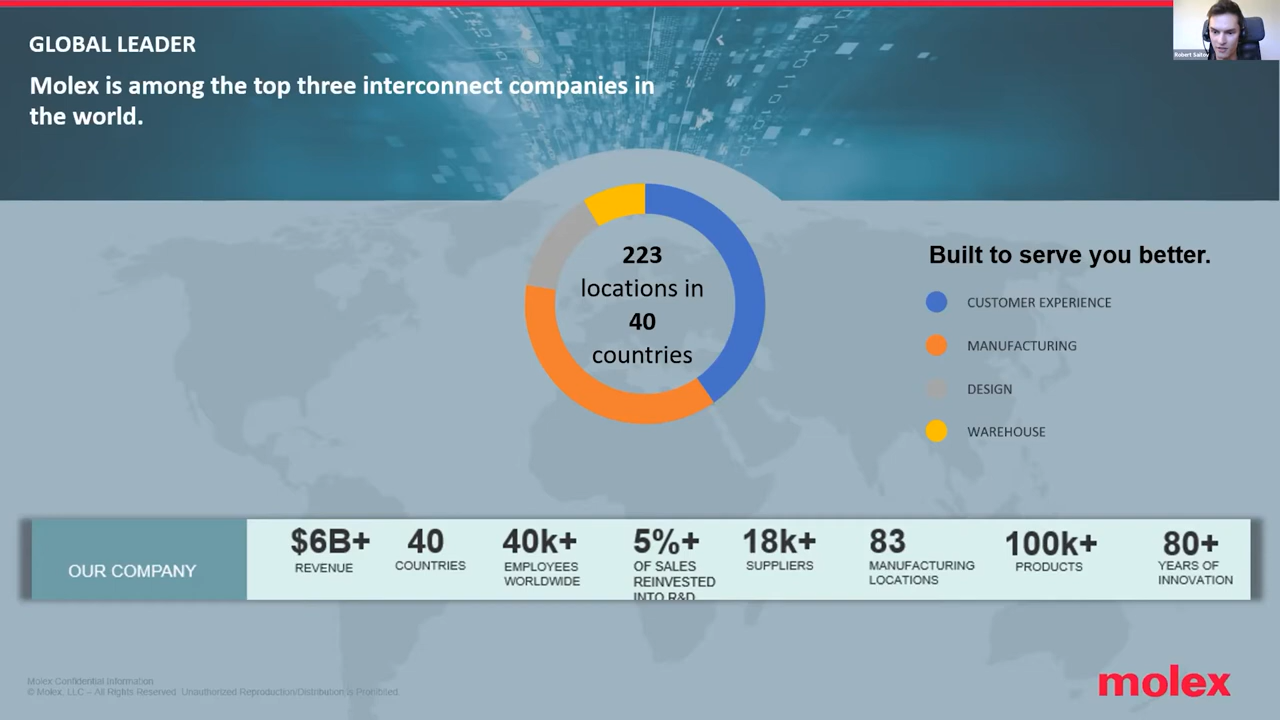 GLOBAL LEADER
Molex is among the top three interconnect companies in
the world.
Robert Saitov
223
locations in
40
countries
Built to serve you better.
CUSTOMER EXPERIENCE
MANUFACTURING
DESIGN
WAREHOUSE
OUR COMPANY
$6B+
REVENUE
40
COUNTRIES
40k+
EMPLOYEES
WORLDWIDE
5%+
OF SALES
REINVESTED
INTO R&D
18k+
SUPPLIERS
83
MANUFACTURING
LOCATIONS
100k+
PRODUCTS
80+
YEARS OF
INNOVATION
Molex Confidential Information
© Molex, LLC – All Rights Reserved. Unauthorized Reproduction/Distribution is Prohibited.
molex